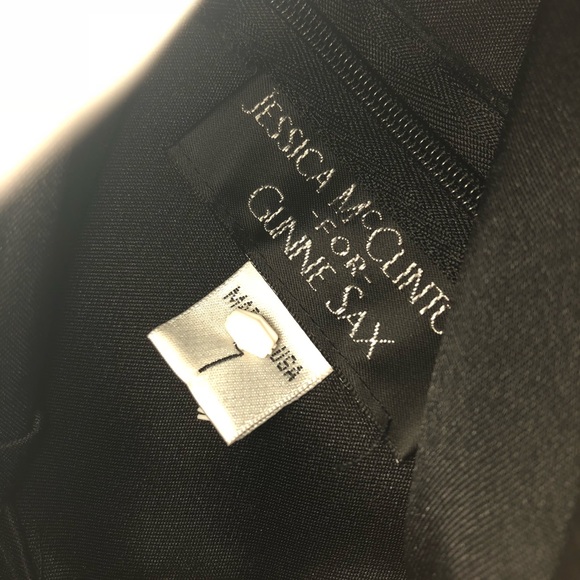 JESSICA MCCLINTO
-FOR-
GUNNE SAX
USA
7